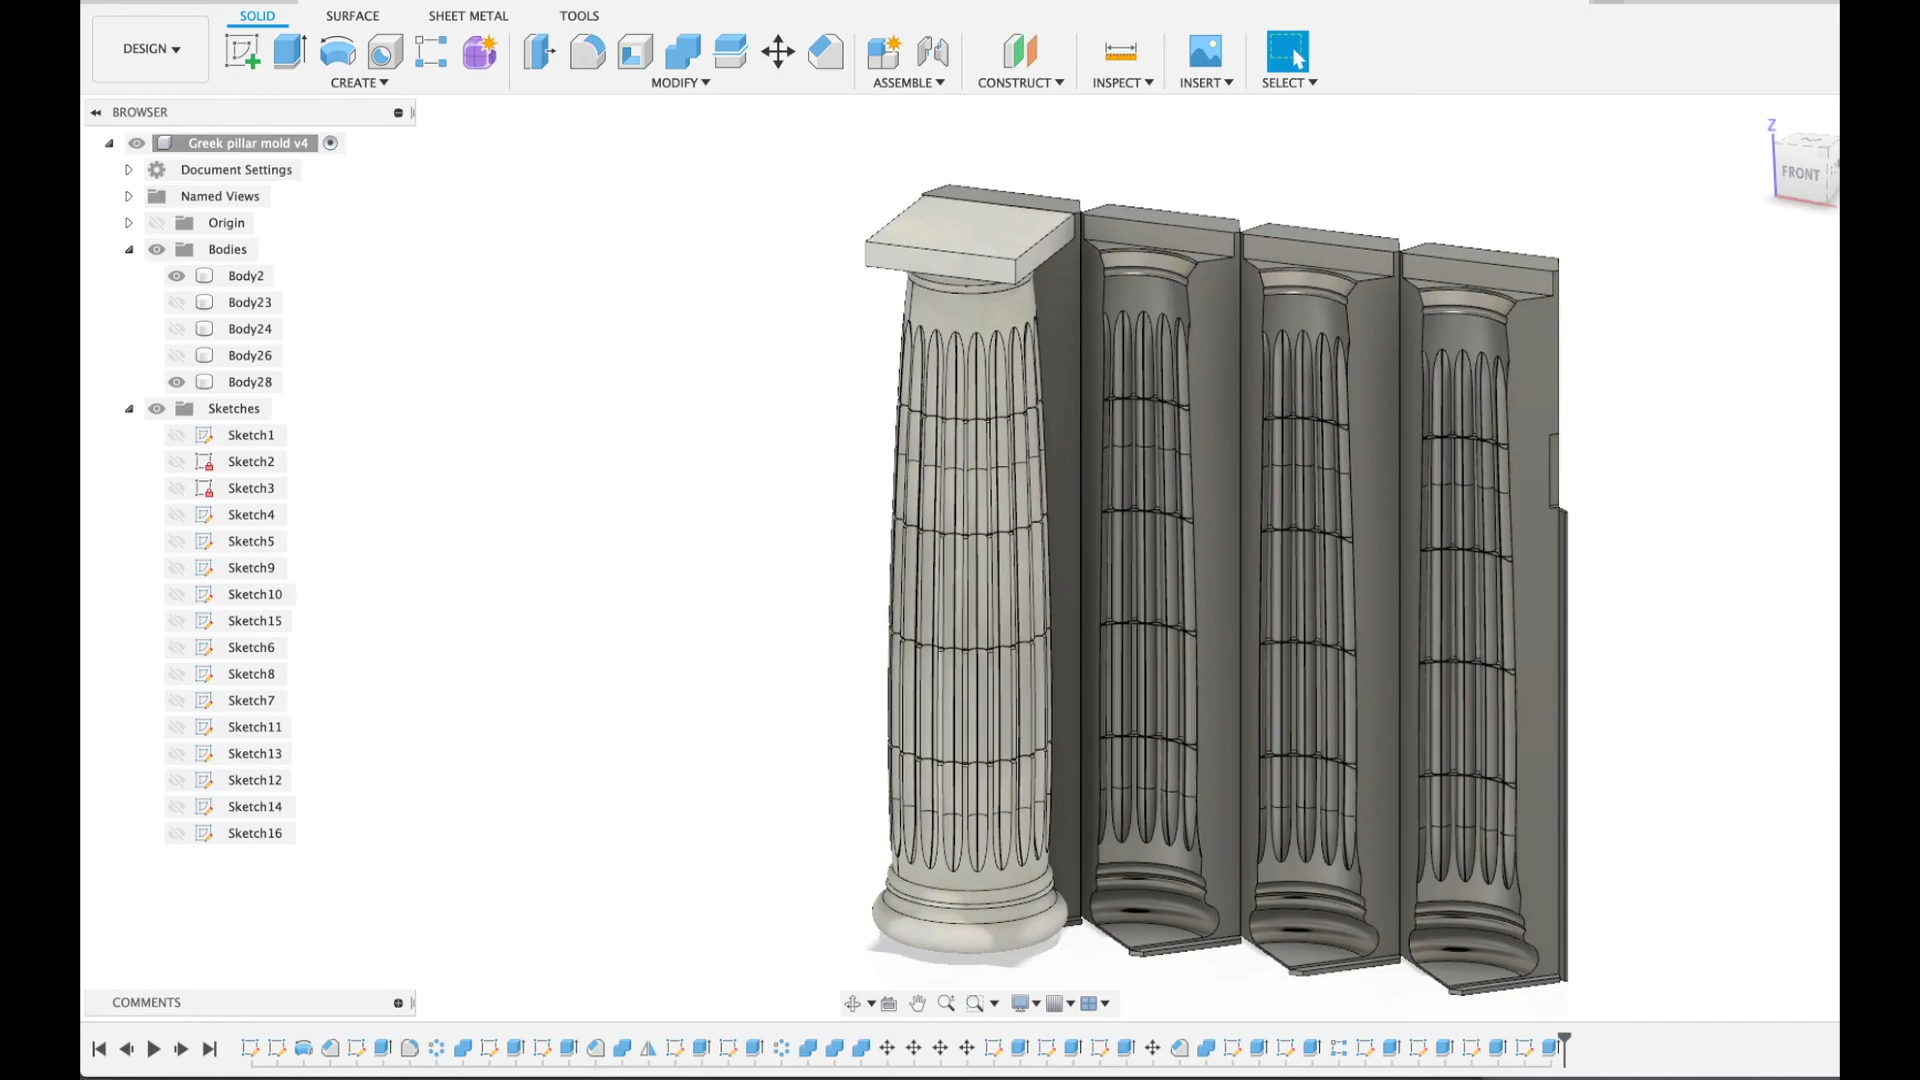 SOLID SURFACE SHEET METAL TOOLS
DESIGN
CREATE MODIFY ASSEMBLE CONSTRUCT INSPECT INSERT SELECT
BROWSER
Greek pillar mold v4
Document Settings
Named Views
Origin
Bodies
Body2
Body23
Body24
Body26
Body28
Sketches
Sketch1
Sketch2
Sketch3
Sketch4
Sketch5
Sketch9
Sketch10
Sketch15
Sketch6
Sketch8
Sketch7
Sketch11
Sketch13
Sketch12
Sketch14
Sketch16
Z
FRONT
COMMENTS